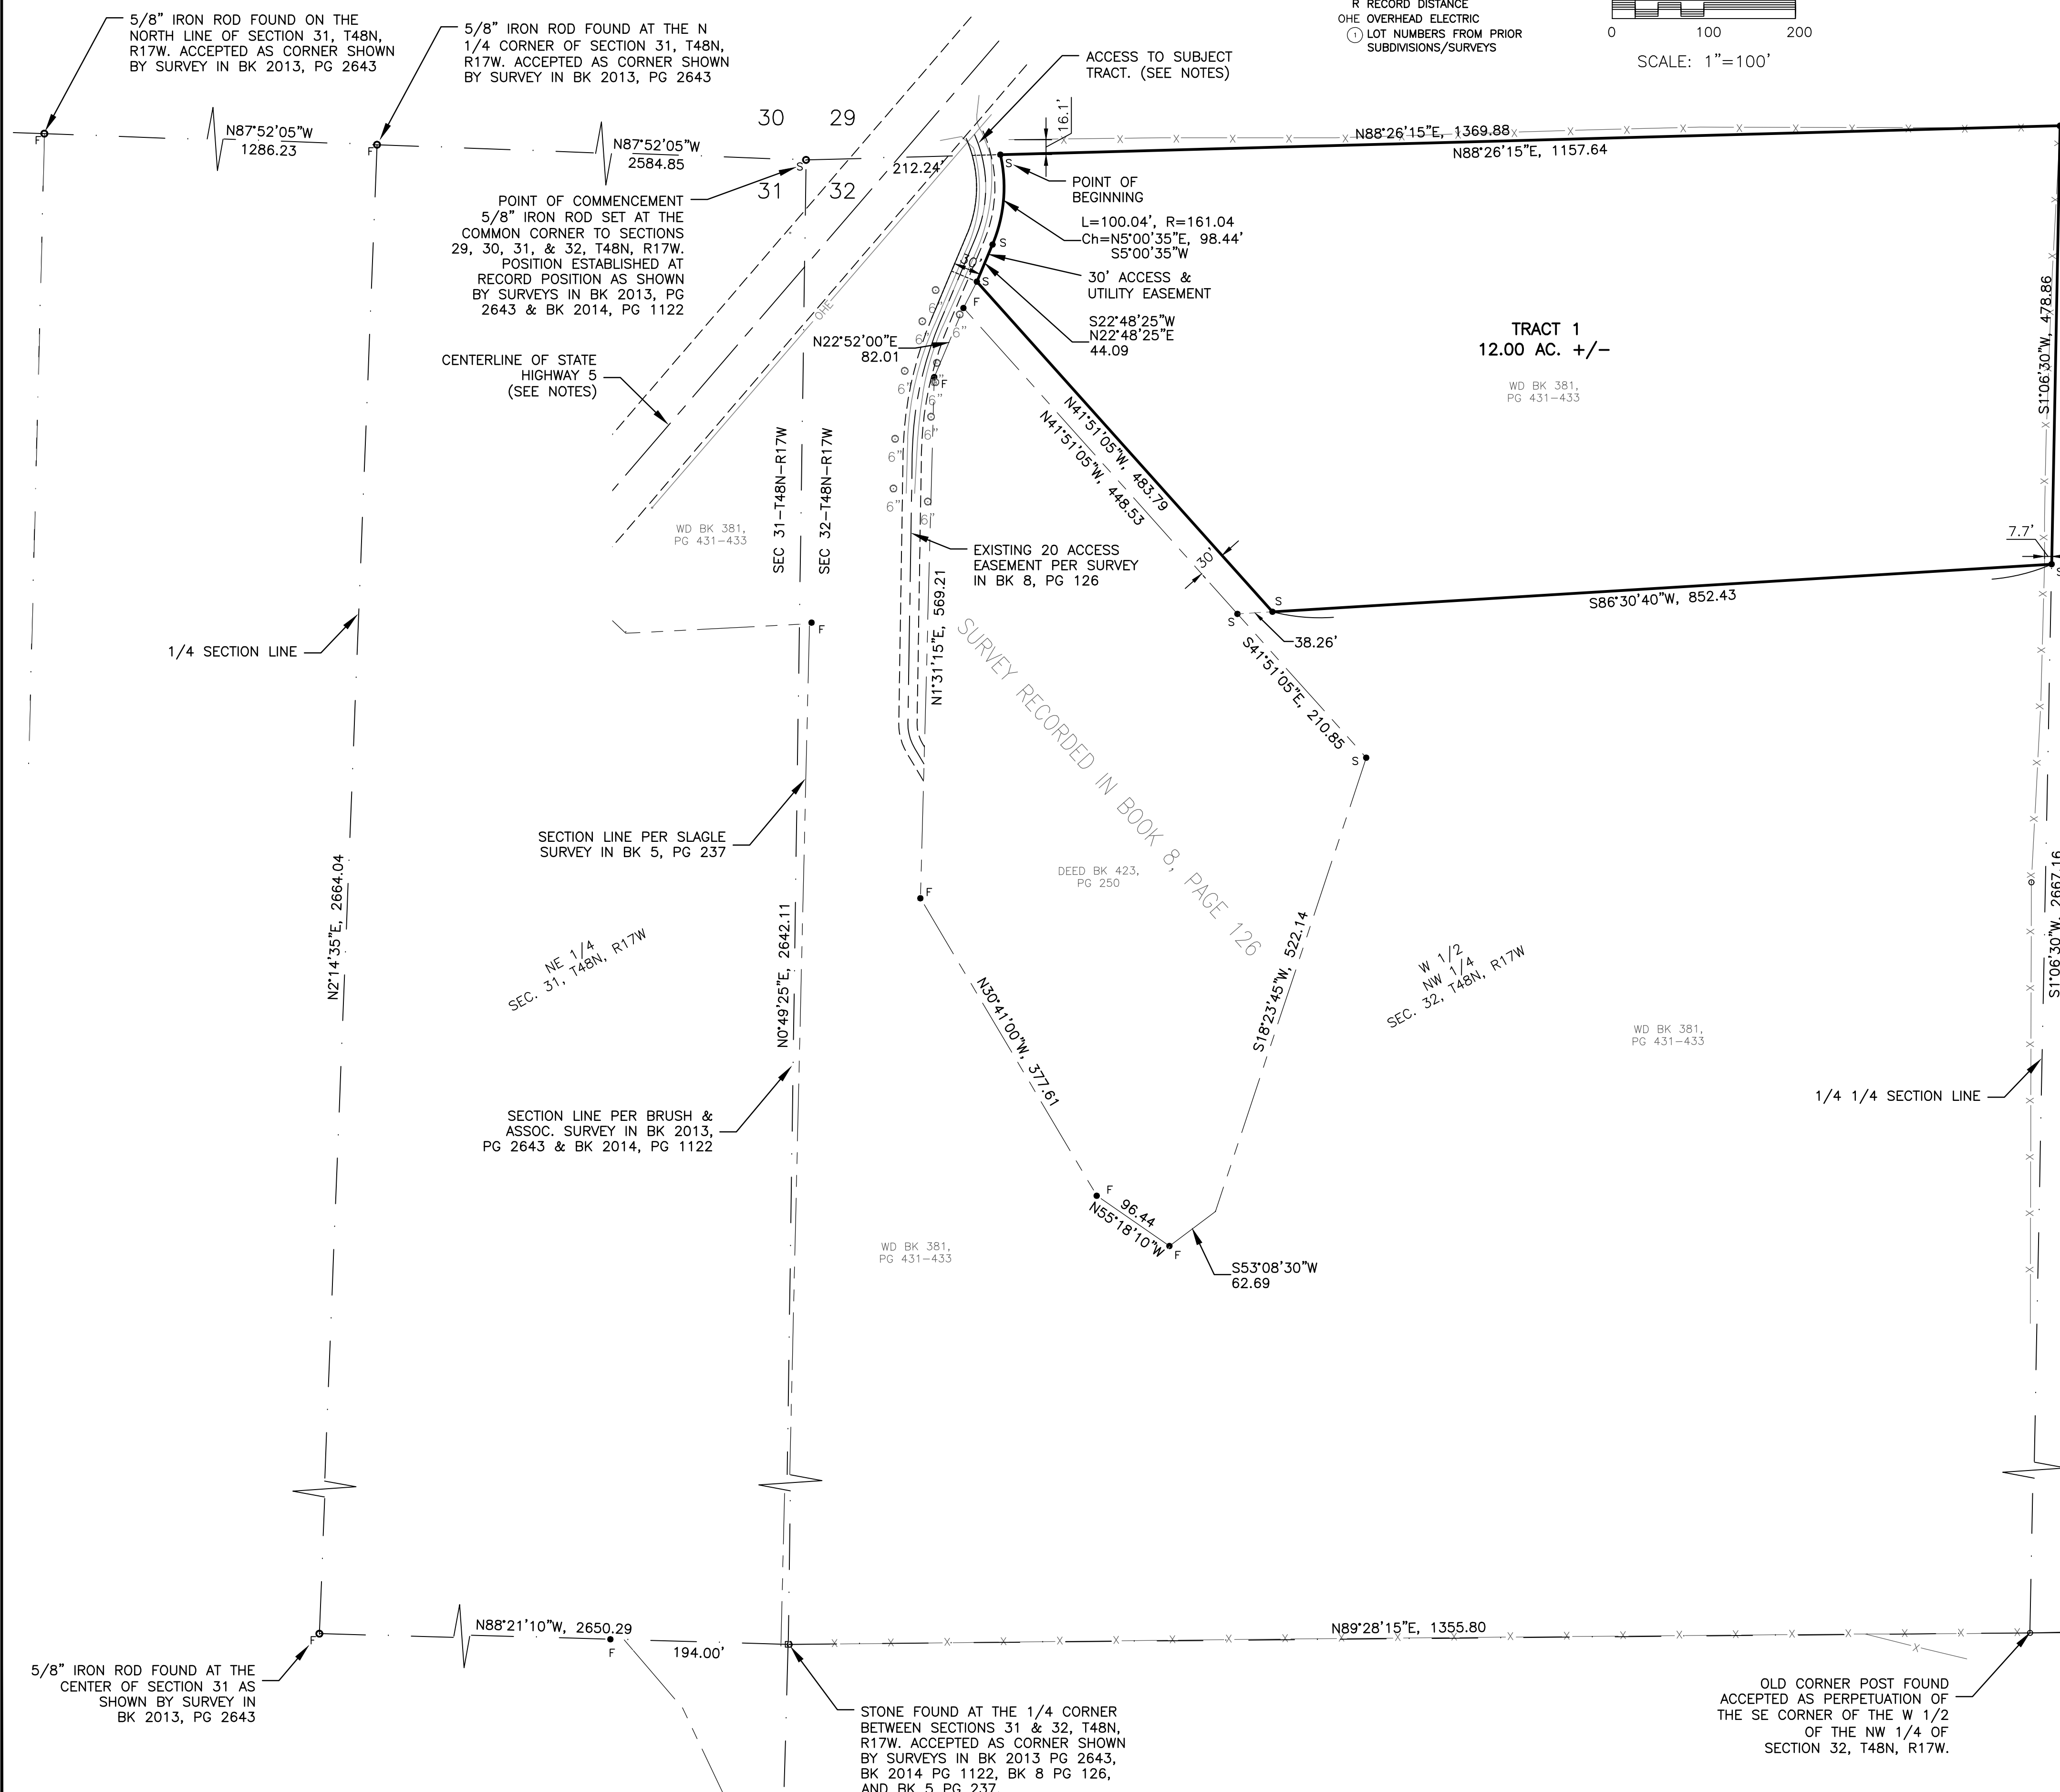 5/8" IRON ROD FOUND ON THE
NORTH LINE OF SECTION 31, T48N,
R17W. ACCEPTED AS CORNER SHOWN
BY SURVEY IN BK 2013, PG 2643
5/8" IRON ROD FOUND AT THE N
1/4 CORNER OF SECTION 31, T48N,
R17W. ACCEPTED AS CORNER SHOWN
BY SURVEY IN BK 2013, PG 2643
ACCESS TO SUBJECT
TRACT. (SEE NOTES)
R RECORD DISTANCE
OHE OVERHEAD ELECTRIC
1 LOT NUMBERS FROM PRIOR
SUBDIVISIONS/SURVEYS
0 100 200
SCALE: 1"=100'
F
N87°52'05"W
1286.23
F
N87°52'05"W
2584.85
30 29
31 32
S
212.24'
16.1'
N88°26'15"E, 1369.88
N88°26'15"E, 1157.64
S
POINT OF
BEGINNING
POINT OF COMMENCEMENT
5/8" IRON ROD SET AT THE
COMMON CORNER TO SECTIONS
29, 30, 31, & 32, T48N, R17W.
POSITION ESTABLISHED AT
RECORD POSITION AS SHOWN
BY SURVEYS IN BK 2013, PG
2643 & BK 2014, PG 1122
L=100.04', R=161.04
Ch=N5°00'35"E, 98.44'
S5°00'35"W
S
30'
S
30' ACCESS &
UTILITY EASEMENT
S22°48'25"W
N22°48'25"E
44.09
OHE
F
6"
6"
6"
6"
N22°52'00"E
82.01
F
6"
6"
6"
6"
6"
6"
6"
CENTERLINE OF STATE
HIGHWAY 5
(SEE NOTES)
TRACT 1
12.00 AC. +/-
WD BK 381,
PG 431-433
S1°06'30"W, 478.86
N41°51'05"W, 483.79
N41°51'05"W, 448.53
30'
SEC 31-T48N-R17W
SEC 32-T48N-R17W
WD BK 381,
PG 431-433
EXISTING 20 ACCESS
EASEMENT PER SURVEY
IN BK 8, PG 126
7.7'
S
S86°30'40"W, 852.43
S
S
38.26'
F
1/4 SECTION LINE
N1°31'15"E, 569.21
S41°51'05"E, 210.85
S
SURVEY RECORDED IN BOOK 8, PAGE 126
SECTION LINE PER SLAGLE
SURVEY IN BK 5, PG 237
DEED BK 423,
PG 250
F
N2°14'35"E, 2664.04
NE 1/4
SEC. 31, T48N, R17W
N0°49'25"E, 2642.11
N30°41'00"W, 377.61
S18°23'45"W, 522.14
W 1/2
NW 1/4
SEC. 32, T48N, R17W
WD BK 381,
PG 431-433
S1°06'30"W, 2667.16
1/4 1/4 SECTION LINE
SECTION LINE PER BRUSH &
ASSOC. SURVEY IN BK 2013,
PG 2643 & BK 2014, PG 1122
F
96.44
N55°18'10"W
F
S53°08'30"W
62.69
WD BK 381,
PG 431-433
F
N88°21'10"W, 2650.29
F
194.00'
N89°28'15"E, 1355.80
5/8" IRON ROD FOUND AT THE
CENTER OF SECTION 31 AS
SHOWN BY SURVEY IN
BK 2013, PG 2643
STONE FOUND AT THE 1/4 CORNER
BETWEEN SECTIONS 31 & 32, T48N,
R17W. ACCEPTED AS CORNER SHOWN
BY SURVEYS IN BK 2013 PG 2643,
BK 2014 PG 1122, BK 8 PG 126,
AND BK 5 PG 237
OLD CORNER POST FOUND
ACCEPTED AS PERPETUATION OF
THE SE CORNER OF THE W 1/2
OF THE NW 1/4 OF
SECTION 32, T48N, R17W.